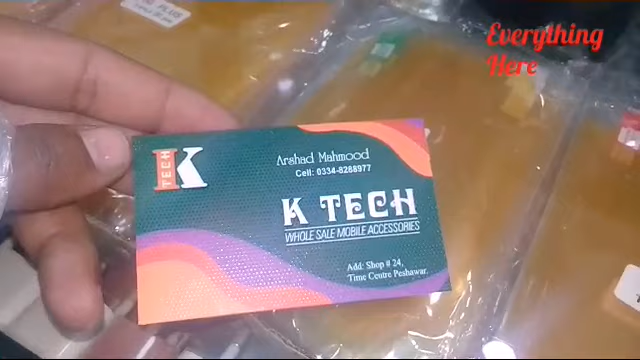 Everything
Here
TECH
K
Arshad Mahmood
Cell: 0334-8288977
K TECH
WHOLE SALE MOBILE ACCESSORIES
Add: Shop # 24,
Time Centre Peshawar.